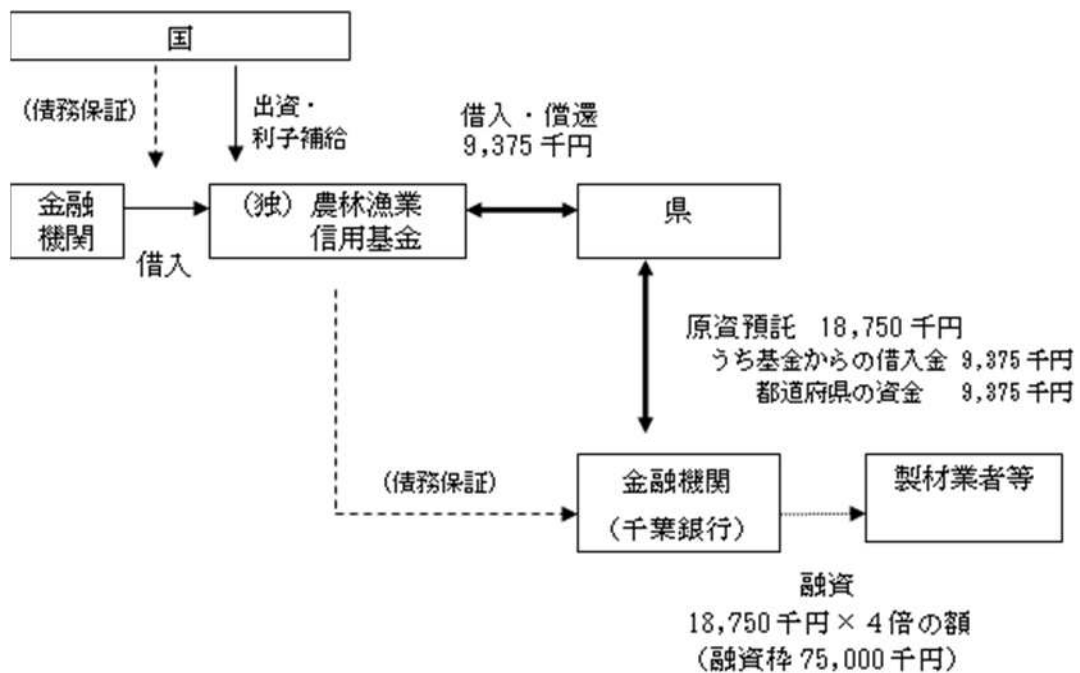 国
(債務保証)
出資・
利子補給
借入・償還
9,375千円
金融
機関
借入
(独) 農林漁業
信用基金
県
原資預託 18,750千円
うち基金からの借入金 9,375千円
都道府県の資金 9,375千円
(債務保証)
金融機関
(千葉銀行)
製材業者等
融資
18,750千円×4倍の額
(融資枠75,000千円)